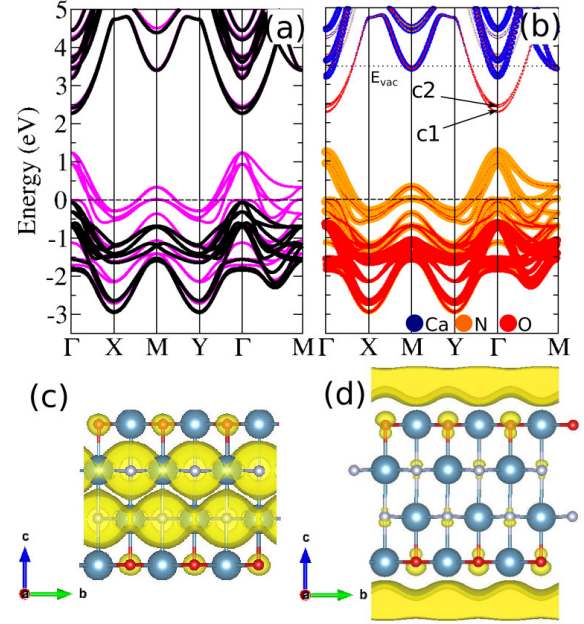 5
4
3
2
1
0
-1
-2
-3
Energy (eV)
(a)
Γ X M Y Γ M
(b)
E_vac
c2
c1
Ca N O
Γ X M Y Γ M
(c)
c
a b
(d)
c
a b